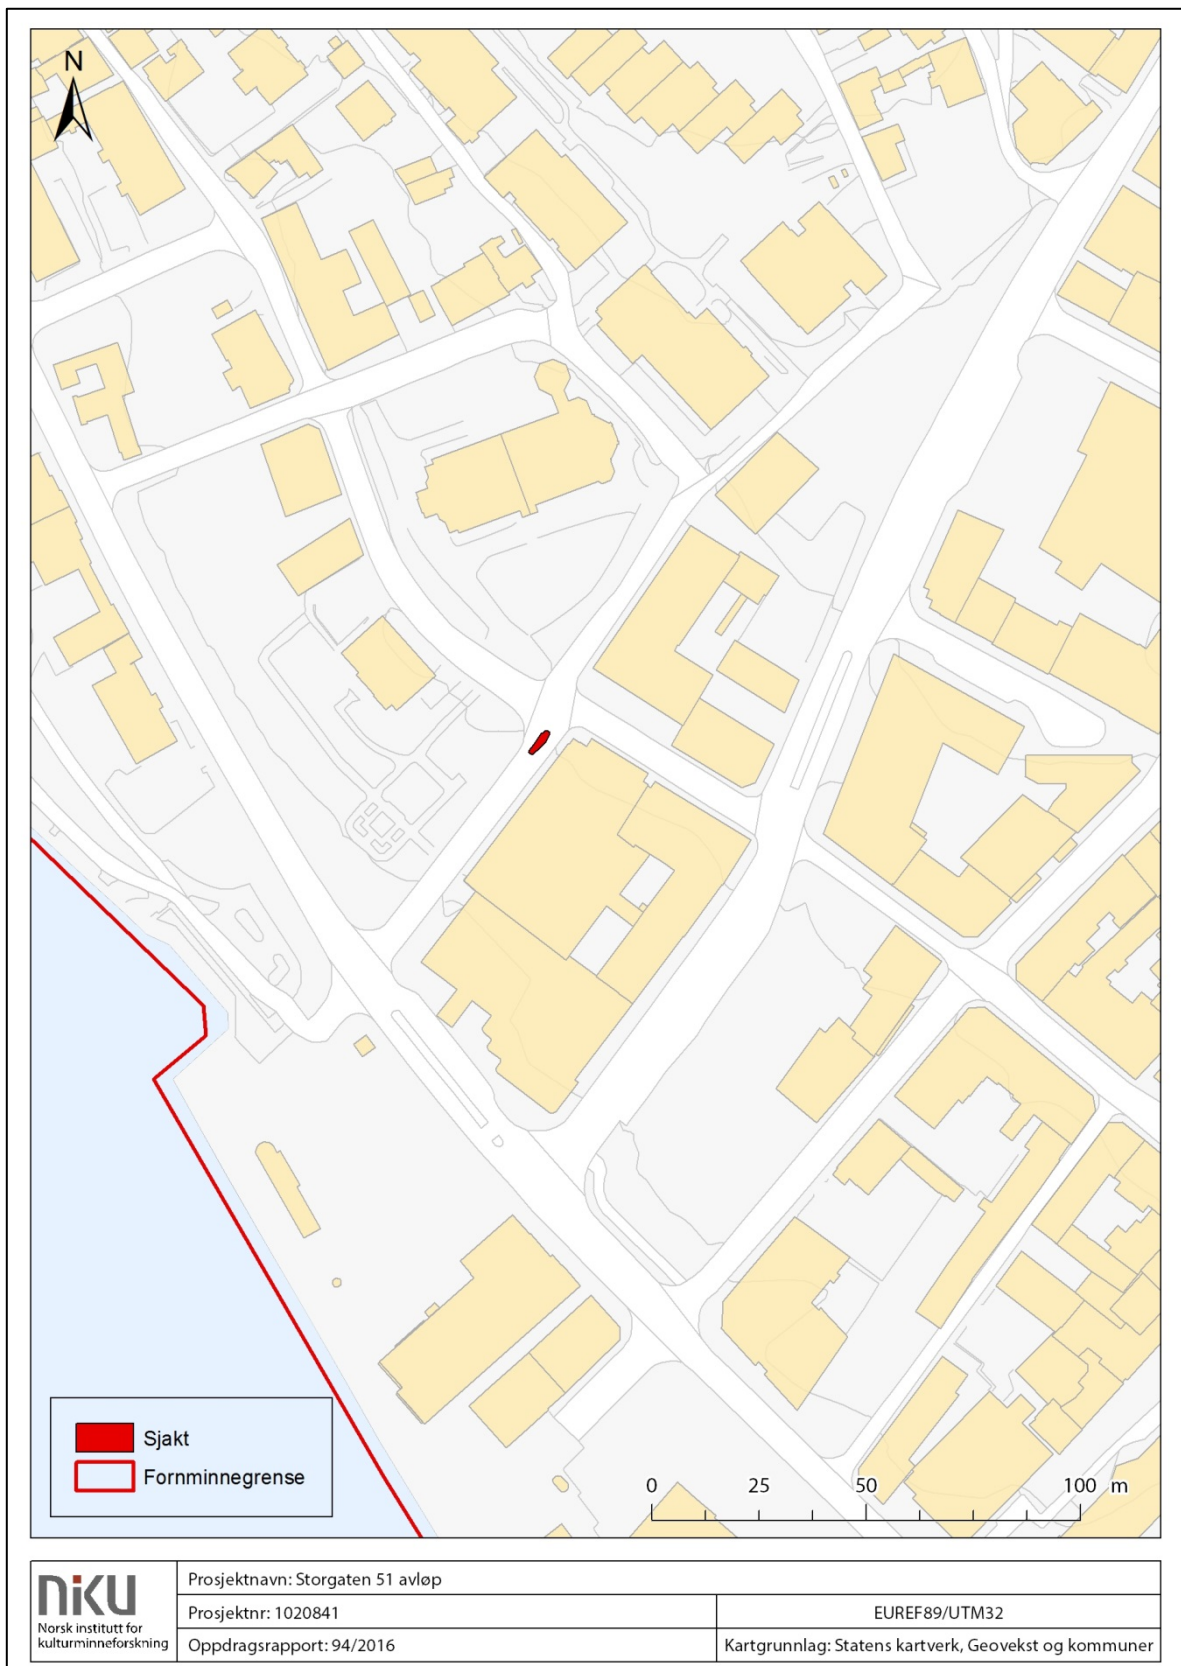 N
Sjakt
Fornminnegrense
0 25 50 100 m
niku
Norsk institutt for
kulturminneforskning
Prosjektnavn: Storgaten 51 avløp
Prosjektnr: 1020841
EUREF89/UTM32
Oppdragsrapport: 94/2016
Kartgrunnlag: Statens kartverk, Geovekst og kommuner